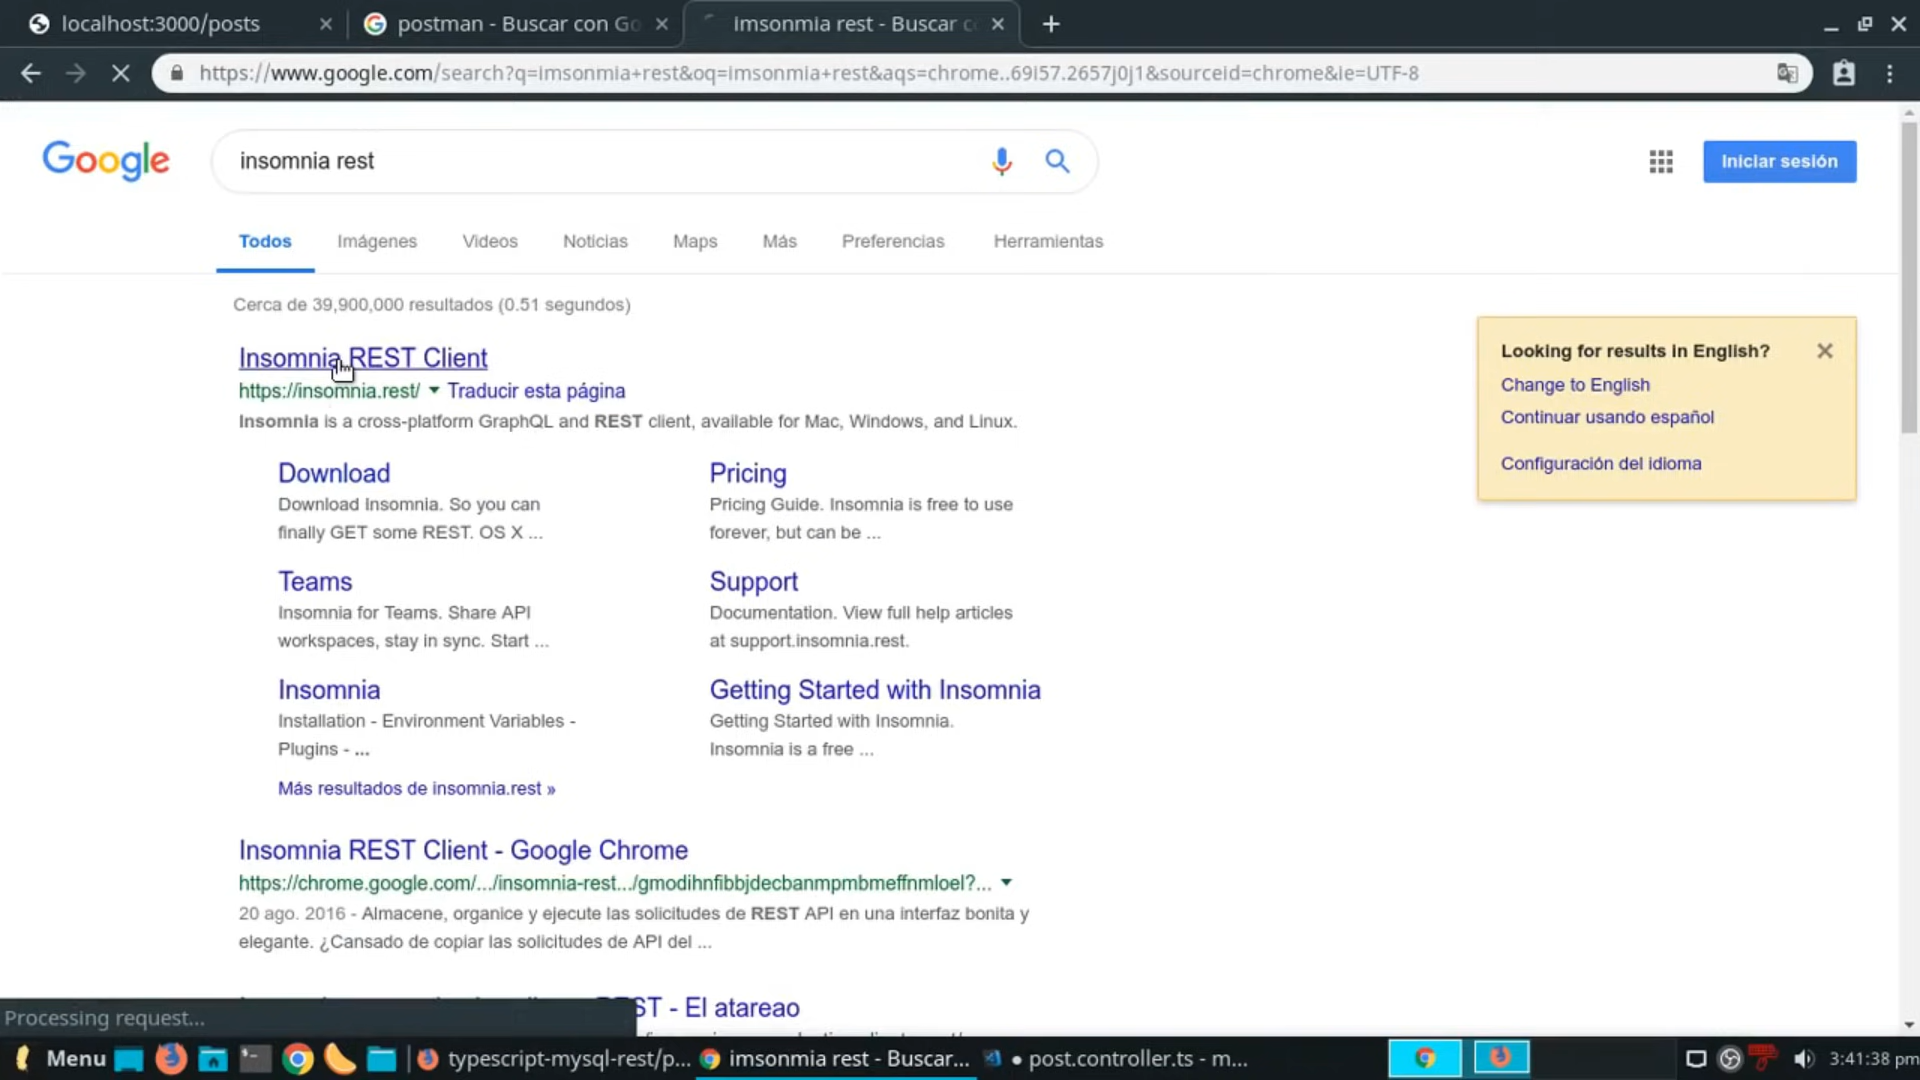 localhost:3000/posts
postman - Buscar con Go
imsonmia rest - Buscar c
https://www.google.com/search?q=imsonmia+rest&oq=imsonmia+rest&aqs=chrome..69i57.2657j0j1&sourceid=chrome&ie=UTF-8
Google
insomnia rest
Iniciar sesión
Todos Imágenes Videos Noticias Maps Más Preferencias Herramientas
Cerca de 39,900,000 resultados (0.51 segundos)
Insomnia REST Client
https://insomnia.rest/ Traducir esta página
Insomnia is a cross-platform GraphQL and REST client, available for Mac, Windows, and Linux.
Download
Download Insomnia. So you can
finally GET some REST. OS X ...
Pricing
Pricing Guide. Insomnia is free to use
forever, but can be ...
Teams
Insomnia for Teams. Share API
workspaces, stay in sync. Start ...
Support
Documentation. View full help articles
at support.insomnia.rest.
Insomnia
Installation - Environment Variables -
Plugins - ...
Getting Started with Insomnia
Getting Started with Insomnia.
Insomnia is a free ...
Más resultados de insomnia.rest »
Insomnia REST Client - Google Chrome
https://chrome.google.com/.../insomnia-rest.../gmodihnfibbjdecbanmpmbmeffnmloel?...
20 ago. 2016 - Almacene, organice y ejecute las solicitudes de REST API en una interfaz bonita y
elegante. ¿Cansado de copiar las solicitudes de API del ...
- El atareao
Looking for results in English?
Change to English
Continuar usando español
Configuración del idioma
Processing request...
Menu
typescript-mysql-rest/p...
imsonmia rest - Buscar...
● post.controller.ts - m...
3:41:38 pm